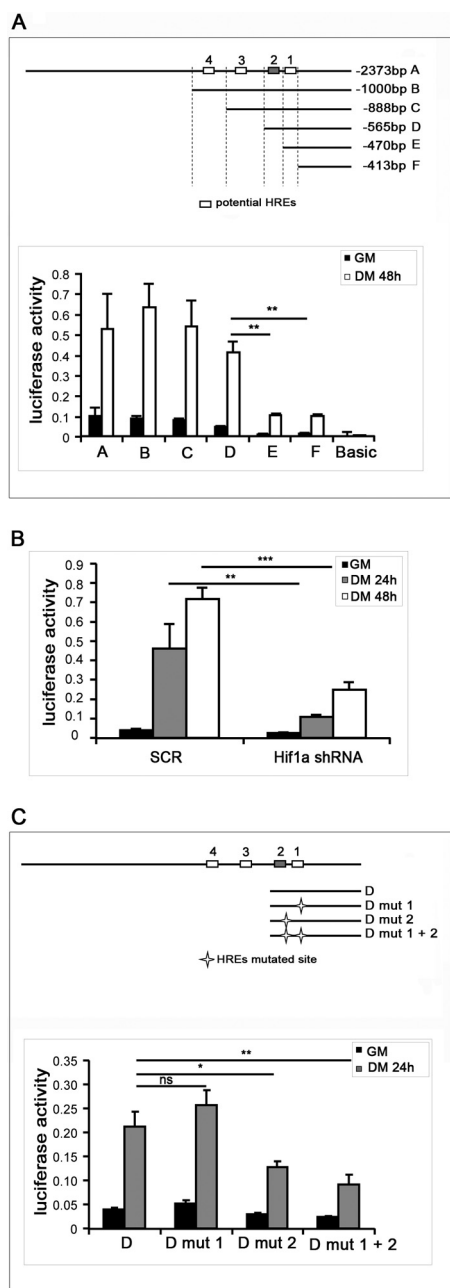 A
4 3 2 1
-2373bp A
-1000bp B
-888bp C
-565bp D
-470bp E
-413bp F
potential HREs
GM
DM 48h
luciferase activity
0.8
0.7
0.6
0.5
0.4
0.3
0.2
0.1
0
**
**
A B C D E F Basic
B
GM
DM 24h
DM 48h
luciferase activity
0.9
0.8
0.7
0.6
0.5
0.4
0.3
0.2
0.1
0
***
**
SCR Hif1a shRNA
C
4 3 2 1
D
D mut 1
D mut 2
D mut 1 + 2
HREs mutated site
GM
DM 24h
luciferase activity
0.35
0.30
0.25
0.20
0.15
0.10
0.05
0
**
*
ns
D D mut 1 D mut 2 D mut 1 + 2